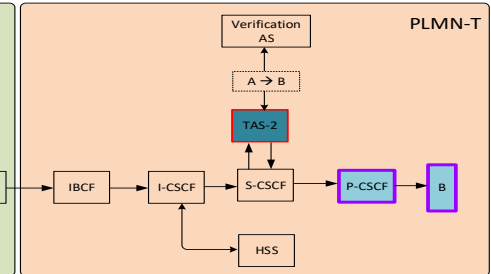 PLMN-T
Verification
AS
A → B
TAS-2
IBCF
I-CSCF
S-CSCF
P-CSCF
B
HSS